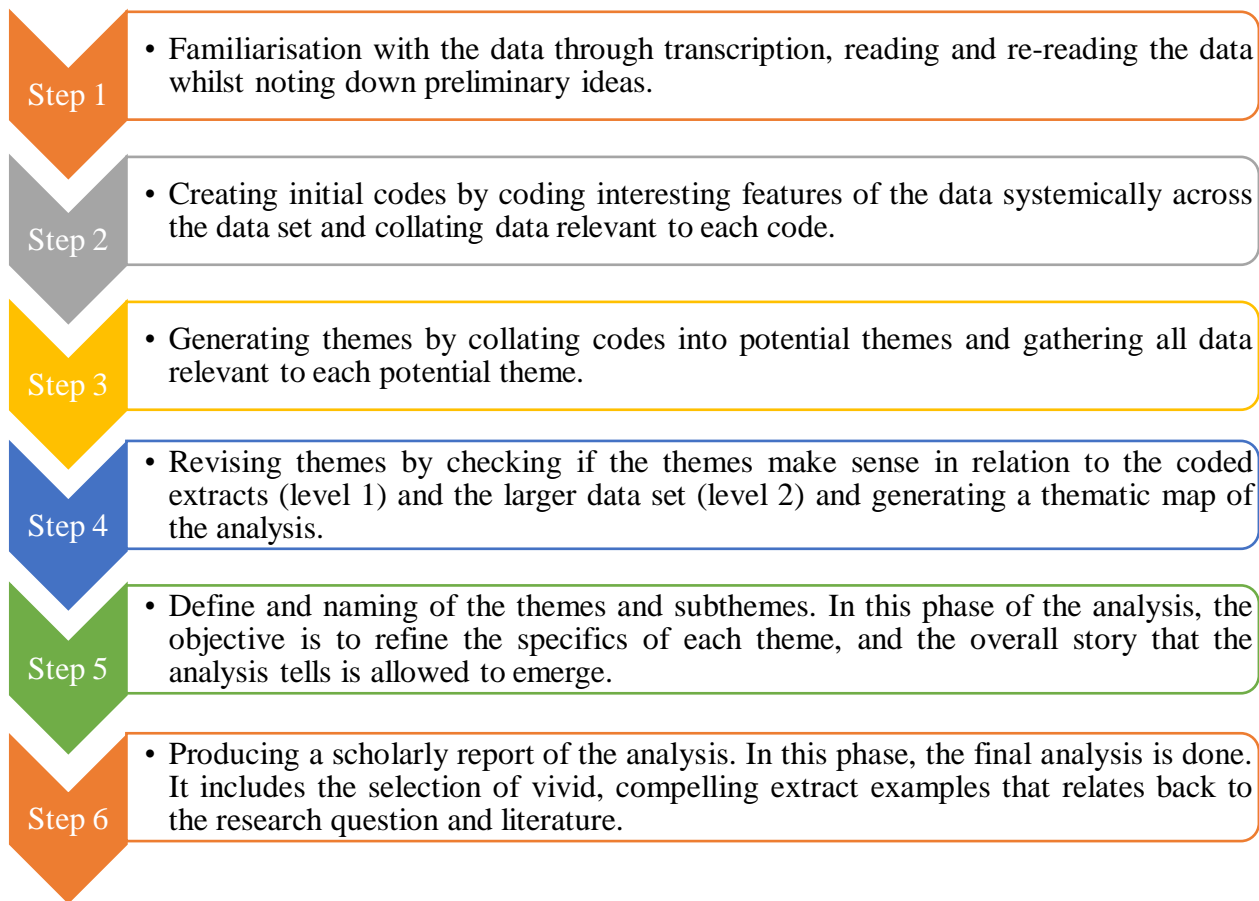 Step 1
• Familiarisation with the data through transcription, reading and re-reading the data
whilst noting down preliminary ideas.
Step 2
• Creating initial codes by coding interesting features of the data systemically across
the data set and collating data relevant to each code.
Step 3
• Generating themes by collating codes into potential themes and gathering all data
relevant to each potential theme.
Step 4
• Revising themes by checking if the themes make sense in relation to the coded
extracts (level 1) and the larger data set (level 2) and generating a thematic map of
the analysis.
Step 5
• Define and naming of the themes and subthemes. In this phase of the analysis, the
objective is to refine the specifics of each theme, and the overall story that the
analysis tells is allowed to emerge.
Step 6
• Producing a scholarly report of the analysis. In this phase, the final analysis is done.
It includes the selection of vivid, compelling extract examples that relates back to
the research question and literature.